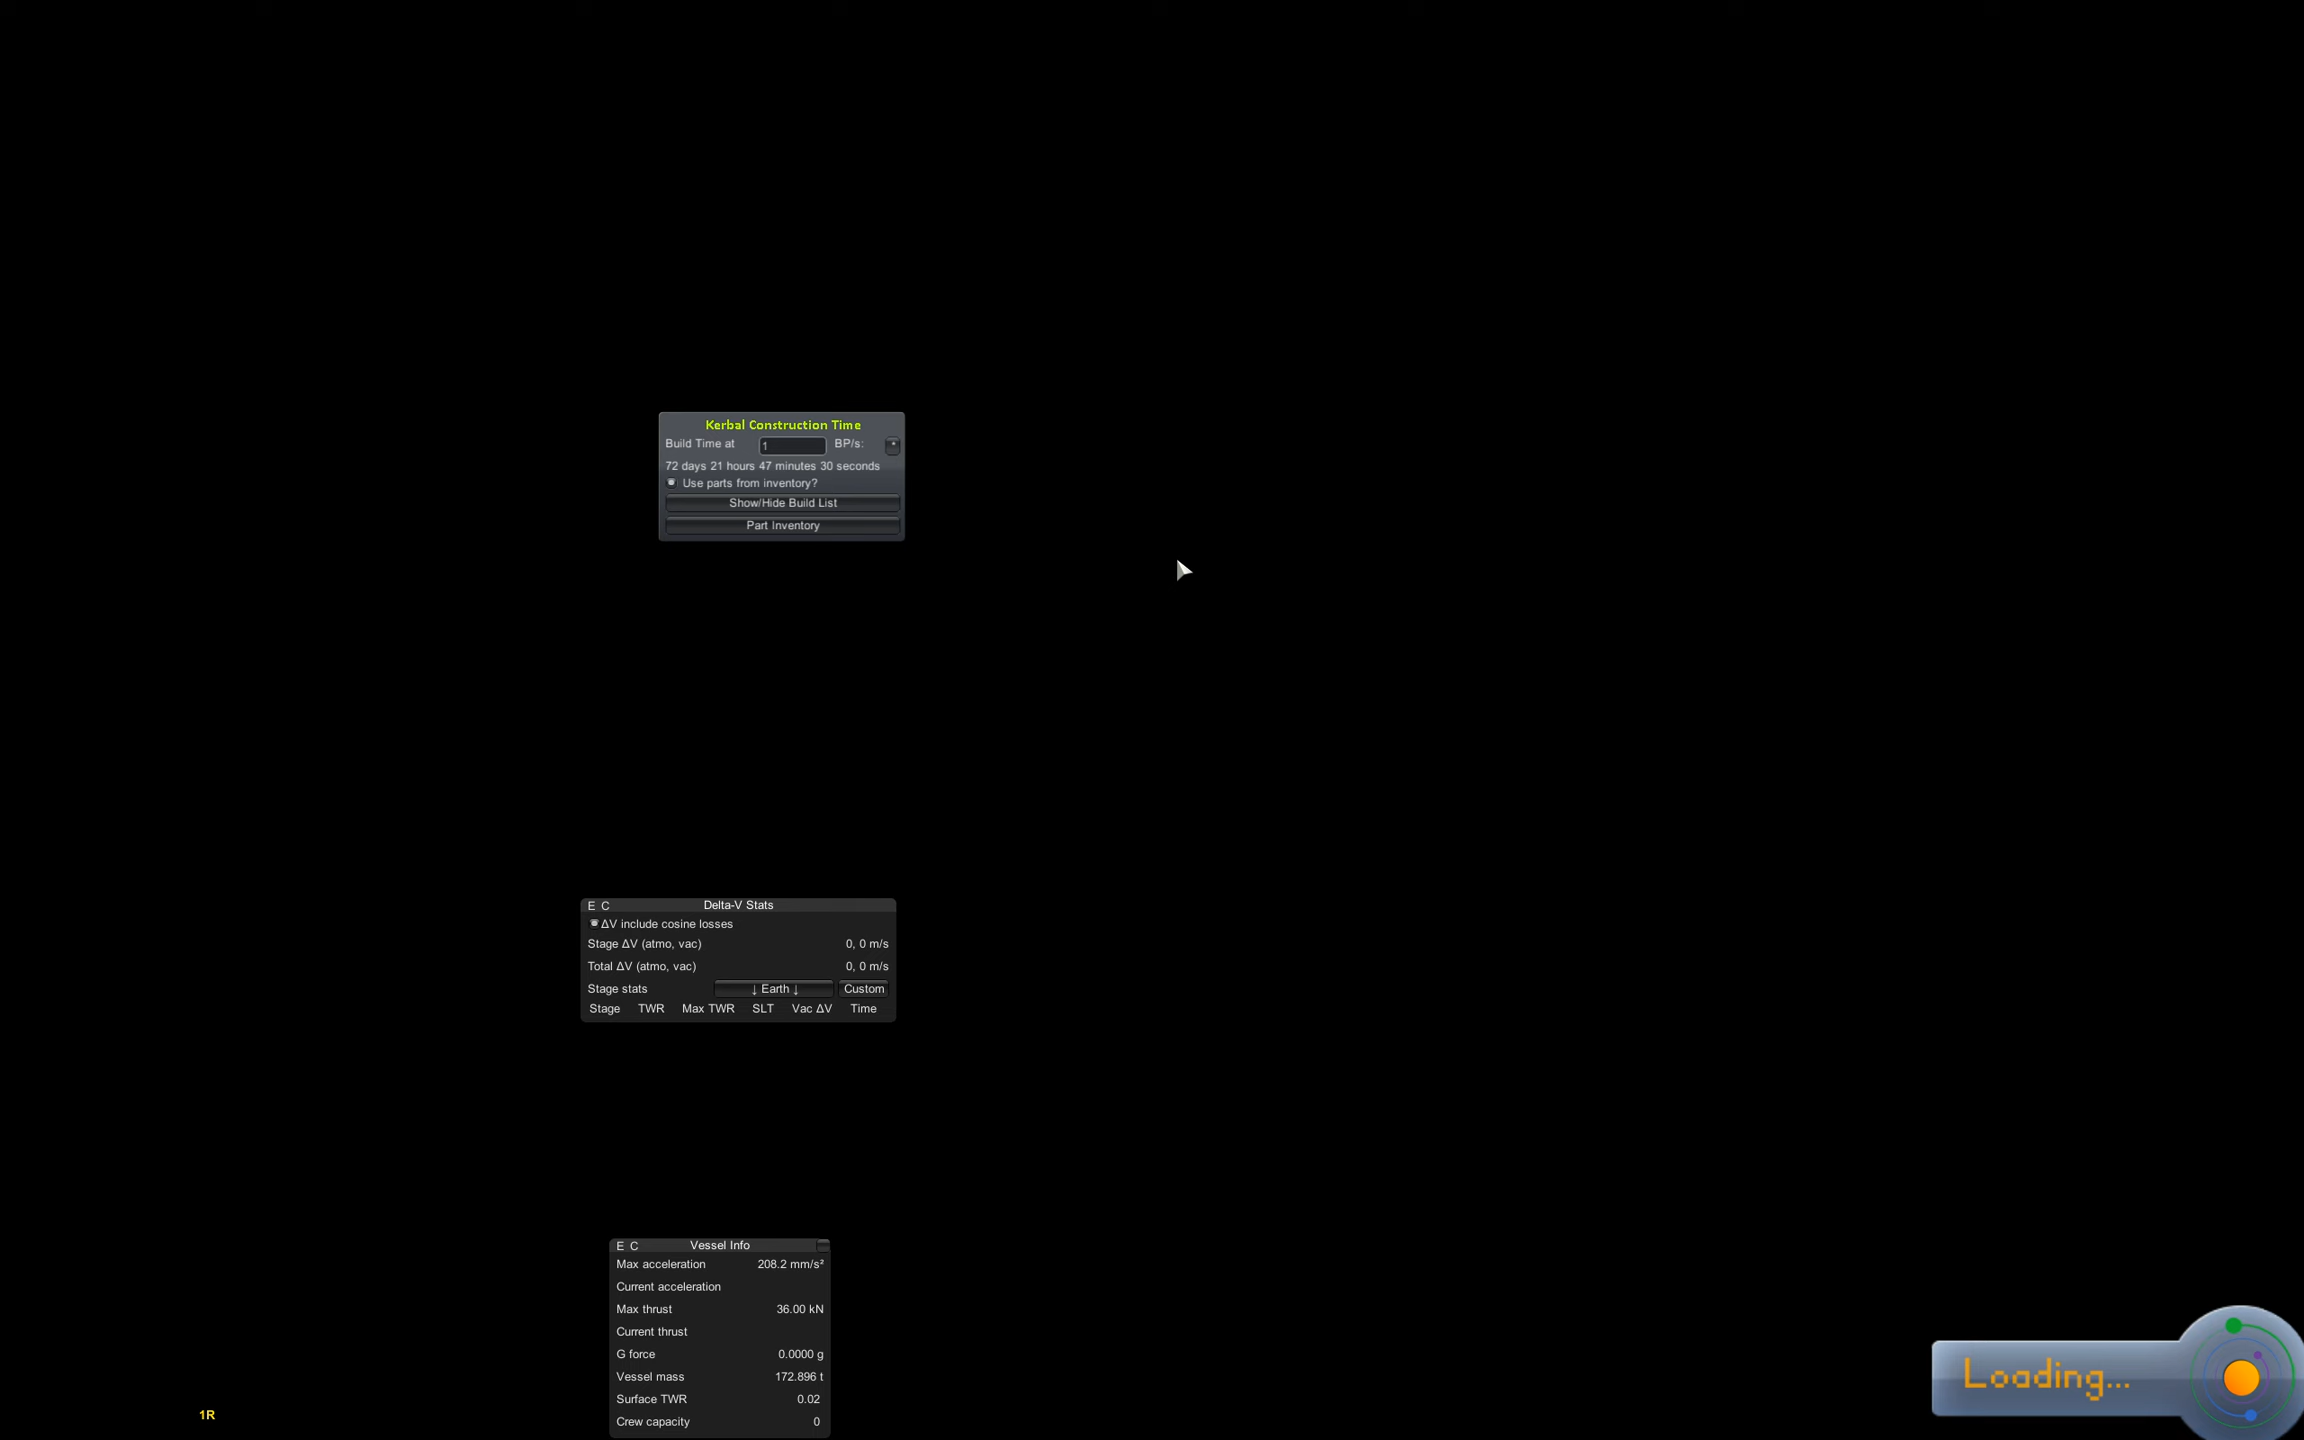 Kerbal Construction Time
Build Time at 1 BP/s: *
72 days 21 hours 47 minutes 30 seconds
Use parts from inventory?
Show/Hide Build List
Part Inventory
E C Delta-V Stats
ΔV include cosine losses
Stage ΔV (atmo, vac) 0, 0 m/s
Total ΔV (atmo, vac) 0, 0 m/s
Stage stats ↓ Earth ↓ Custom
Stage TWR Max TWR SLT Vac ΔV Time
E C Vessel Info
Max acceleration 208.2 mm/s²
Current acceleration
Max thrust 36.00 kN
Current thrust
G force 0.0000 g
Vessel mass 172.896 t
Surface TWR 0.02
Crew capacity 0
1R
Loading...